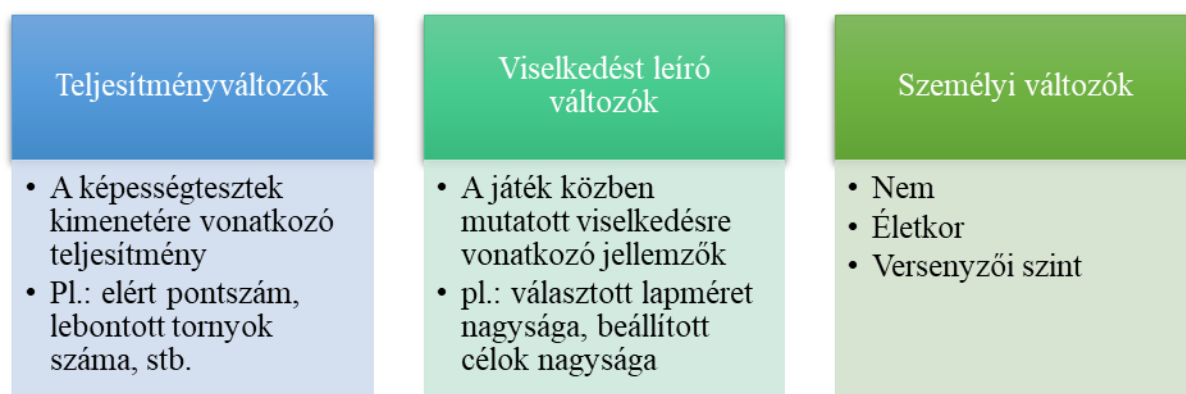 Teljesítményváltozók
• A képességtesztek
kimenetére vonatkozó
teljesítmény
• Pl.: elért pontszám,
lebontott tornyok
száma, stb.
Viselkedést leíró
változók
• A játék közben
mutatott viselkedésre
vonatkozó jellemzők
• pl.: választott lapméret
nagysága, beállított
célok nagysága
Személyi változók
• Nem
• Életkor
• Versenyzői szint